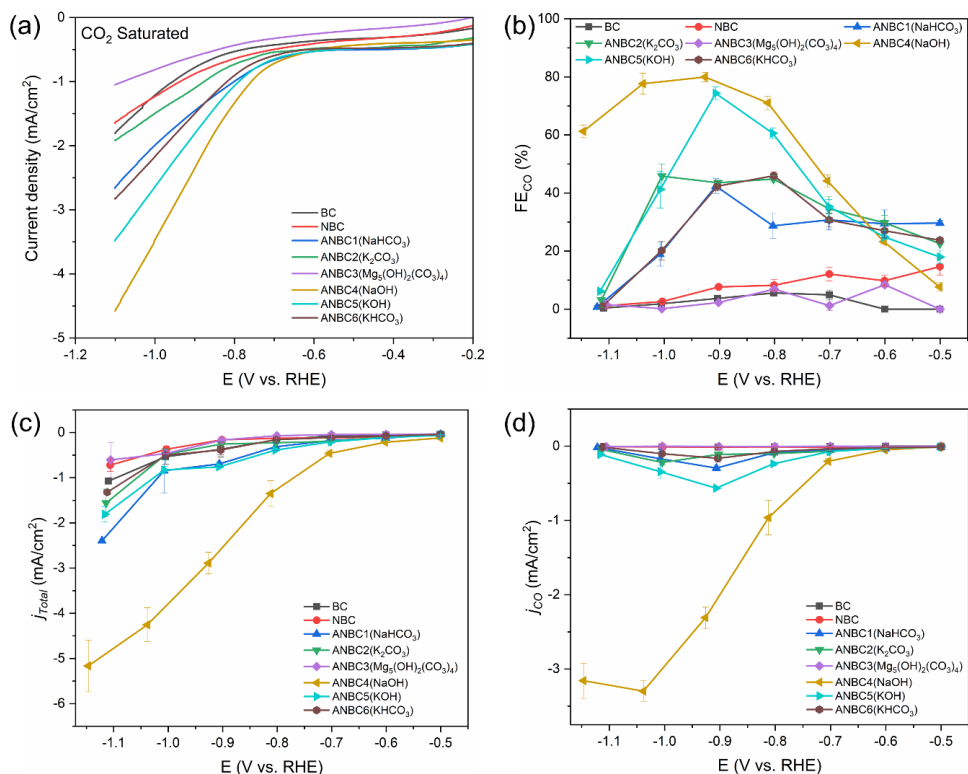 (a)
CO₂ Saturated
Current density (mA/cm²)
0
-1
-2
-3
-4
-5
-1.2
-1.0
-0.8
-0.6
-0.4
-0.2
E (V vs. RHE)
BC
NBC
ANBC1(NaHCO₃)
ANBC2(K₂CO₃)
ANBC3(Mg₅(OH)₂(CO₃)₄)
ANBC4(NaOH)
ANBC5(KOH)
ANBC6(KHCO₃)
(b)
FE_CO (%)
100
80
60
40
20
0
-1.1
-1.0
-0.9
-0.8
-0.7
-0.6
-0.5
E (V vs. RHE)
BC
NBC
ANBC1(NaHCO₃)
ANBC2(K₂CO₃)
ANBC3(Mg₅(OH)₂(CO₃)₄)
ANBC4(NaOH)
ANBC5(KOH)
ANBC6(KHCO₃)
(c)
j_Total (mA/cm²)
0
-1
-2
-3
-4
-5
-6
-1.1
-1.0
-0.9
-0.8
-0.7
-0.6
-0.5
E (V vs. RHE)
BC
NBC
ANBC1(NaHCO₃)
ANBC2(K₂CO₃)
ANBC3(Mg₅(OH)₂(CO₃)₄)
ANBC4(NaOH)
ANBC5(KOH)
ANBC6(KHCO₃)
(d)
j_CO (mA/cm²)
0
-1
-2
-3
-1.1
-1.0
-0.9
-0.8
-0.7
-0.6
-0.5
E (V vs. RHE)
BC
NBC
ANBC1(NaHCO₃)
ANBC2(K₂CO₃)
ANBC3(Mg₅(OH)₂(CO₃)₄)
ANBC4(NaOH)
ANBC5(KOH)
ANBC6(KHCO₃)